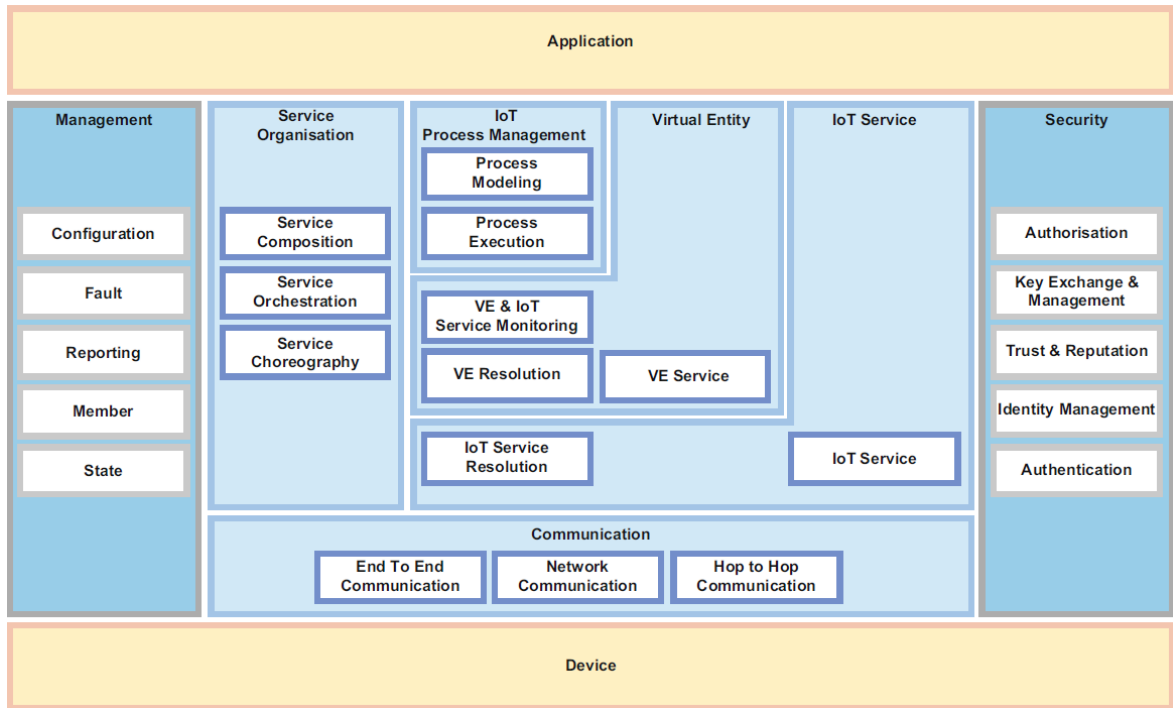 Application
Management
Service
Organisation
IoT
Process Management
Virtual Entity
IoT Service
Security
Process
Modeling
Configuration
Service
Composition
Process
Execution
Authorisation
Fault
Service
Orchestration
VE & IoT
Service Monitoring
Key Exchange &
Management
Reporting
Service
Choreography
VE Resolution
VE Service
Trust & Reputation
Member
Identity Management
State
IoT Service
Resolution
IoT Service
Authentication
Communication
End To End
Communication
Network
Communication
Hop to Hop
Communication
Device